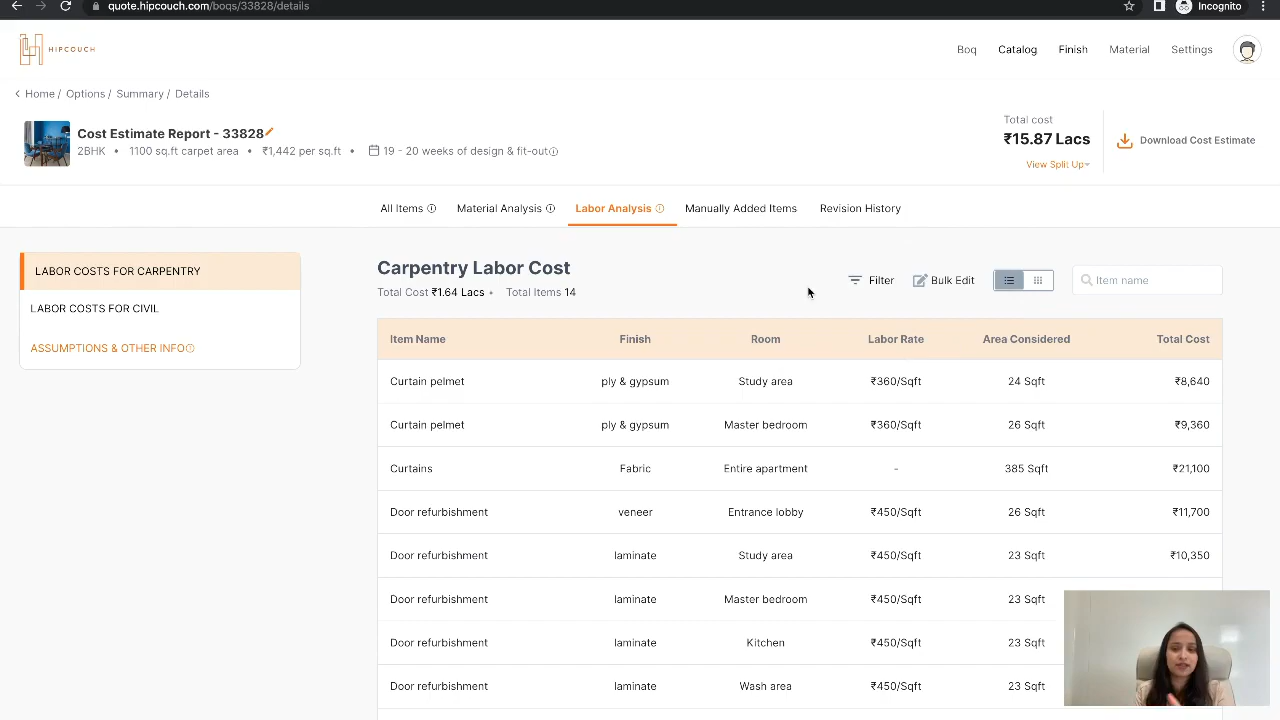 quote.hipcouch.com/boqs/33828/details
Incognito
HIPCOUCH
Boq Catalog Finish Material Settings
Home / Options / Summary / Details
Cost Estimate Report - 33828
2BHK • 1100 sq.ft carpet area • ₹1,442 per sq.ft • 19 - 20 weeks of design & fit-out
Total cost
₹15.87 Lacs
View Split Up
Download Cost Estimate
All Items Material Analysis Labor Analysis Manually Added Items Revision History
LABOR COSTS FOR CARPENTRY
LABOR COSTS FOR CIVIL
ASSUMPTIONS & OTHER INFO
Carpentry Labor Cost
Total Cost ₹1.64 Lacs • Total Items 14
Filter Bulk Edit Item name
Item Name Finish Room Labor Rate Area Considered Total Cost
Curtain pelmet ply & gypsum Study area ₹360/Sqft 24 Sqft ₹8,640
Curtain pelmet ply & gypsum Master bedroom ₹360/Sqft 26 Sqft ₹9,360
Curtains Fabric Entire apartment - 385 Sqft ₹21,100
Door refurbishment veneer Entrance lobby ₹450/Sqft 26 Sqft ₹11,700
Door refurbishment laminate Study area ₹450/Sqft 23 Sqft ₹10,350
Door refurbishment laminate Master bedroom ₹450/Sqft 23 Sqft
Door refurbishment laminate Kitchen ₹450/Sqft 23 Sqft
Door refurbishment laminate Wash area ₹450/Sqft 23 Sqft